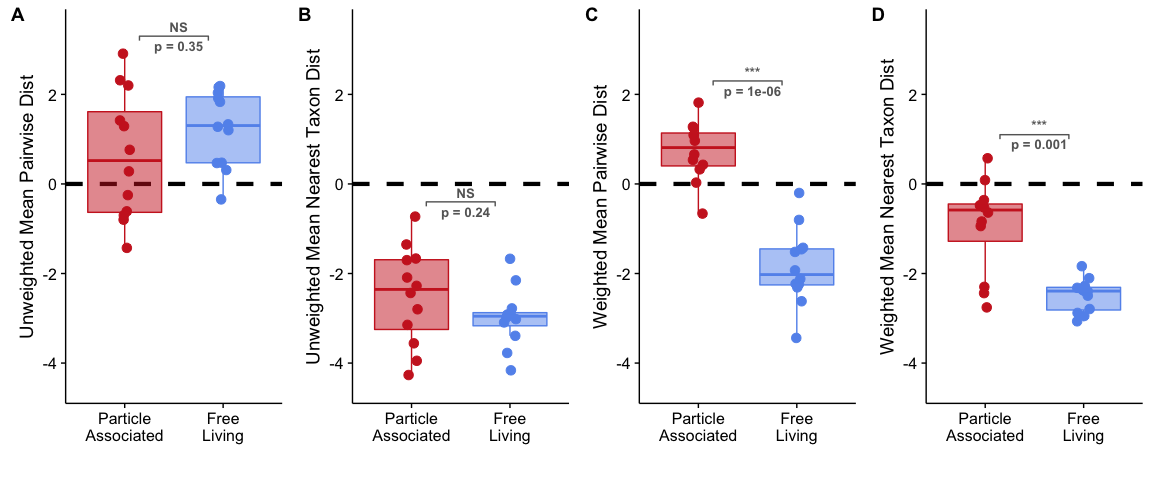 A
Unweighted Mean Pairwise Dist
2
0
-2
-4
NS
p = 0.35
Particle
Associated
Free
Living
B
Unweighted Mean Nearest Taxon Dist
2
0
-2
-4
NS
p = 0.24
Particle
Associated
Free
Living
C
Weighted Mean Pairwise Dist
2
0
-2
-4
***
p = 1e-06
Particle
Associated
Free
Living
D
Weighted Mean Nearest Taxon Dist
2
0
-2
-4
***
p = 0.001
Particle
Associated
Free
Living